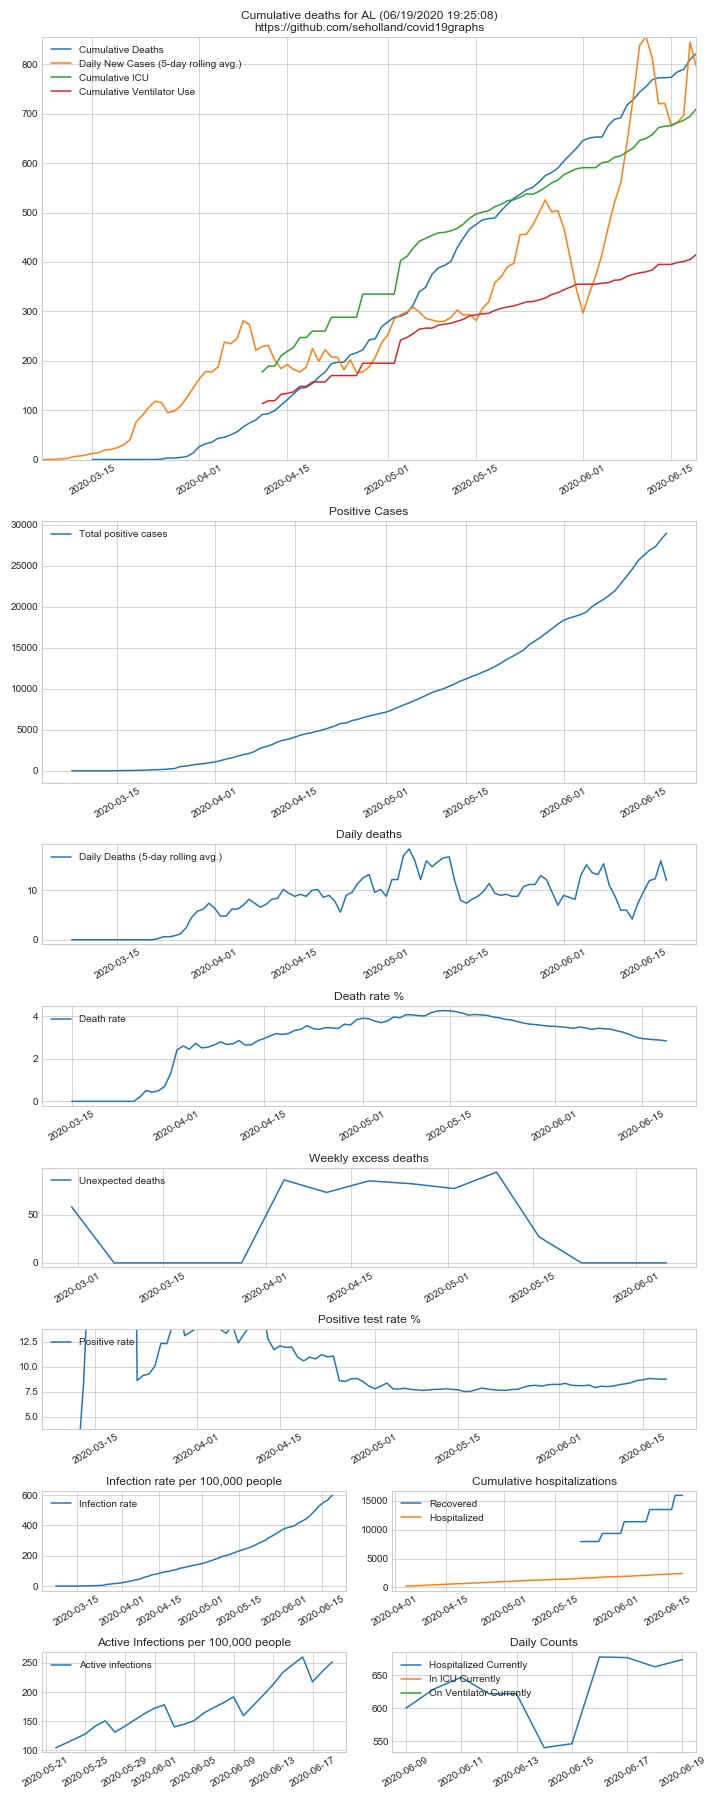 Cumulative deaths for AL (06/19/2020 19:25:08)
https://github.com/seholland/covid19graphs
Cumulative Deaths
Daily New Cases (5-day rolling avg.)
Cumulative ICU
Cumulative Ventilator Use
800
700
600
500
400
300
200
100
0
2020-03-15 2020-04-01 2020-04-15 2020-05-01 2020-05-15 2020-06-01 2020-06-15
Positive Cases
Total positive cases
30000
25000
20000
15000
10000
5000
0
2020-03-15 2020-04-01 2020-04-15 2020-05-01 2020-05-15 2020-06-01 2020-06-15
Daily deaths
Daily Deaths (5-day rolling avg.)
10
0
2020-03-15 2020-04-01 2020-04-15 2020-05-01 2020-05-15 2020-06-01 2020-06-15
Death rate %
Death rate
4
2
0
2020-03-15 2020-04-01 2020-04-15 2020-05-01 2020-05-15 2020-06-01 2020-06-15
Weekly excess deaths
Unexpected deaths
50
0
2020-03-01 2020-03-15 2020-04-01 2020-04-15 2020-05-01 2020-05-15 2020-06-01
Positive test rate %
Positive rate
12.5
10.0
7.5
5.0
2020-03-15 2020-04-01 2020-04-15 2020-05-01 2020-05-15 2020-06-01 2020-06-15
Infection rate per 100,000 people
Infection rate
600
400
200
0
2020-03-15 2020-04-01 2020-04-15 2020-05-01 2020-05-15 2020-06-01 2020-06-15
Cumulative hospitalizations
Recovered
Hospitalized
15000
10000
5000
0
2020-04-01 2020-04-15 2020-05-01 2020-05-15 2020-06-01 2020-06-15
Active Infections per 100,000 people
Active infections
250
200
150
100
2020-05-21 2020-05-25 2020-05-29 2020-06-01 2020-06-05 2020-06-09 2020-06-13 2020-06-17
Daily Counts
Hospitalized Currently
In ICU Currently
On Ventilator Currently
650
600
550
2020-06-09 2020-06-11 2020-06-13 2020-06-15 2020-06-17 2020-06-19